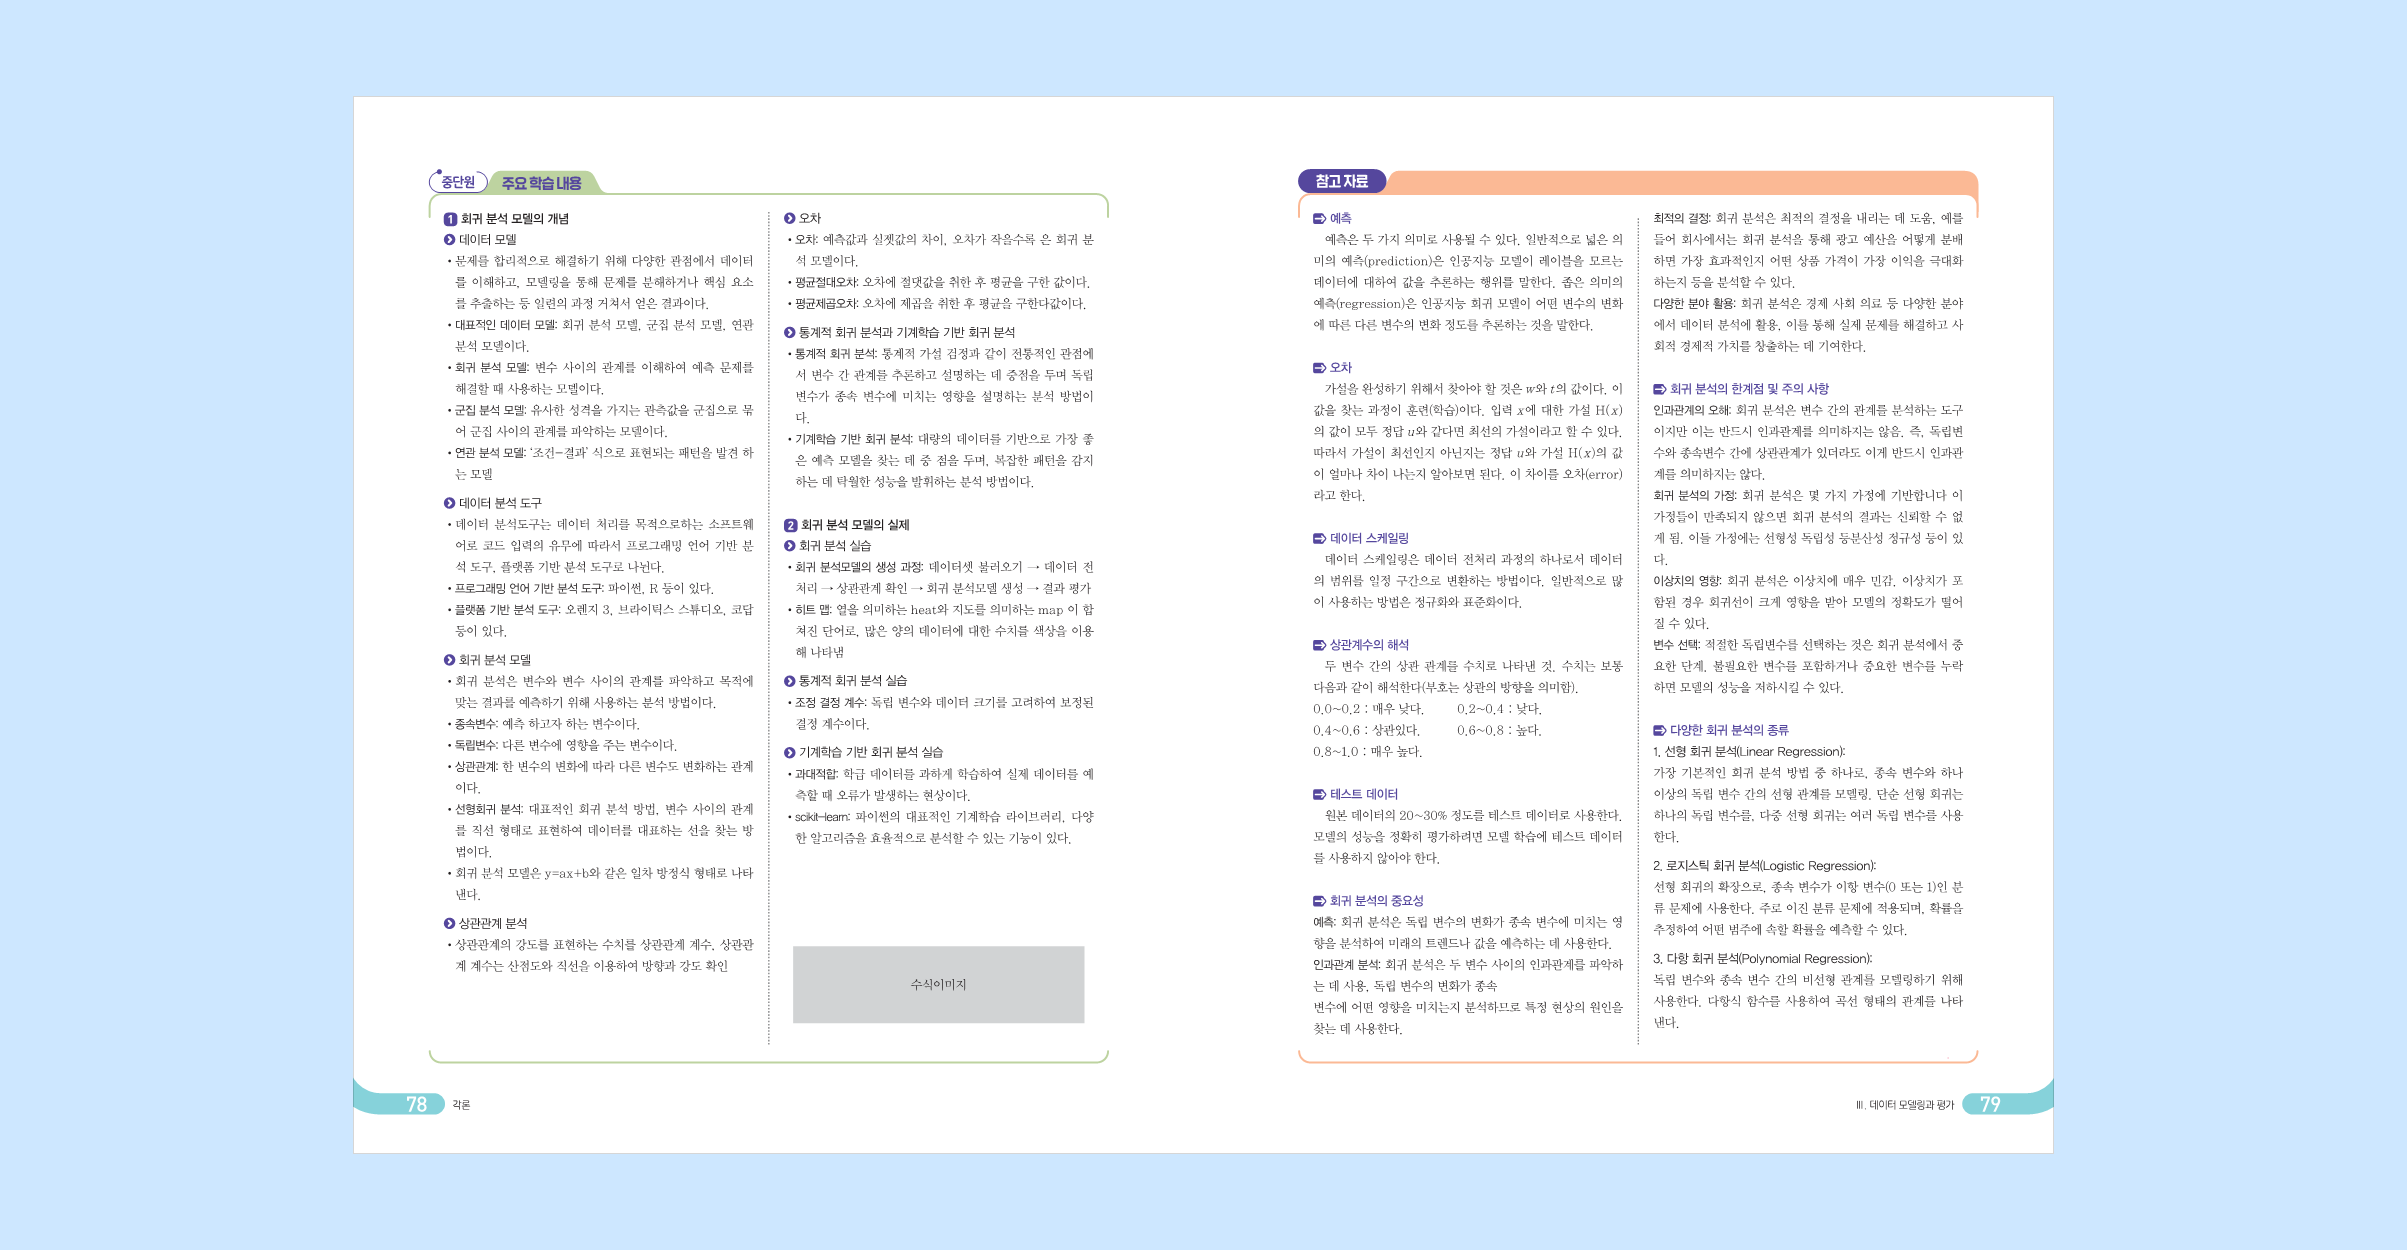 중단원 주요 학습 내용
1 회귀 분석 모델의 개념
데이터 모델
• 문제를 합리적으로 해결하기 위해 다양한 관점에서 데이터
를 이해하고, 모델링을 통해 문제를 분해하거나 핵심 요소
를 추출하는 등 일련의 과정 거쳐서 얻은 결과이다.
• 대표적인 데이터 모델: 회귀 분석 모델, 군집 분석 모델, 연관
분석 모델이다.
• 회귀 분석 모델: 변수 사이의 관계를 이해하여 예측 문제를
해결할 때 사용하는 모델이다.
• 군집 분석 모델: 유사한 성격을 가지는 관측값을 군집으로 묶
어 군집 사이의 관계를 파악하는 모델이다.
• 연관 분석 모델: ‘조건-결과’ 식으로 표현되는 패턴을 발견 하
는 모델
데이터 분석 도구
• 데이터 분석도구는 데이터 처리를 목적으로하는 소프트웨
어로 코드 입력의 유무에 따라서 프로그래밍 언어 기반 분
석 도구, 플랫폼 기반 분석 도구로 나뉜다.
• 프로그래밍 언어 기반 분석 도구: 파이썬, R 등이 있다.
• 플랫폼 기반 분석 도구: 오렌지 3, 브라이틱스 스튜디오, 코답
등이 있다.
회귀 분석 모델
• 회귀 분석은 변수와 변수 사이의 관계를 파악하고 목적에
맞는 결과를 예측하기 위해 사용하는 분석 방법이다.
• 종속변수: 예측 하고자 하는 변수이다.
• 독립변수: 다른 변수에 영향을 주는 변수이다.
• 상관관계: 한 변수의 변화에 따라 다른 변수도 변화하는 관계
이다.
• 선형회귀 분석: 대표적인 회귀 분석 방법, 변수 사이의 관계
를 직선 형태로 표현하여 데이터를 대표하는 선을 찾는 방
법이다.
• 회귀 분석 모델은 y=ax+b와 같은 일차 방정식 형태로 나타
낸다.
상관관계 분석
• 상관관계의 강도를 표현하는 수치를 상관관계 계수, 상관관
계 계수는 산점도와 직선을 이용하여 방향과 강도 확인
오차
• 오차: 예측값과 실젯값의 차이, 오차가 작을수록 은 회귀 분
석 모델이다.
• 평균절대오차: 오차에 절댓값을 취한 후 평균을 구한 값이다.
• 평균제곱오차: 오차에 제곱을 취한 후 평균을 구한다값이다.
통계적 회귀 분석과 기계학습 기반 회귀 분석
• 통계적 회귀 분석: 통계적 가설 검정과 같이 전통적인 관점에
서 변수 간 관계를 추론하고 설명하는 데 중점을 두며 독립
변수가 종속 변수에 미치는 영향을 설명하는 분석 방법이
다.
• 기계학습 기반 회귀 분석: 대량의 데이터를 기반으로 가장 좋
은 예측 모델을 찾는 데 중 점을 두며, 복잡한 패턴을 감지
하는 데 탁월한 성능을 발휘하는 분석 방법이다.
2 회귀 분석 모델의 실제
회귀 분석 실습
• 회귀 분석모델의 생성 과정: 데이터셋 불러오기 → 데이터 전
처리 → 상관관계 확인 → 회귀 분석모델 생성 → 결과 평가
• 히트 맵: 열을 의미하는 heat와 지도를 의미하는 map 이 합
쳐진 단어로, 많은 양의 데이터에 대한 수치를 색상을 이용
해 나타냄
통계적 회귀 분석 실습
• 조정 결정 계수: 독립 변수와 데이터 크기를 고려하여 보정된
결정 계수이다.
기계학습 기반 회귀 분석 실습
• 과대적합: 학급 데이터를 과하게 학습하여 실제 데이터를 예
측할 때 오류가 발생하는 현상이다.
• scikit-learn: 파이썬의 대표적인 기계학습 라이브러리, 다양
한 알고리즘을 효율적으로 분석할 수 있는 기능이 있다.
수식이미지
78 각론
참고 자료
예측
예측은 두 가지 의미로 사용될 수 있다. 일반적으로 넓은 의
미의 예측(prediction)은 인공지능 모델이 레이블을 모르는
데이터에 대하여 값을 추론하는 행위를 말한다. 좁은 의미의
예측(regression)은 인공지능 회귀 모델이 어떤 변수의 변화
에 따른 다른 변수의 변화 정도를 추론하는 것을 말한다.
오차
가설을 완성하기 위해서 찾아야 할 것은 w와 t의 값이다. 이
값을 찾는 과정이 훈련(학습)이다. 입력 x에 대한 가설 H(x)
의 값이 모두 정답 u와 같다면 최선의 가설이라고 할 수 있다.
따라서 가설이 최선인지 아닌지는 정답 u와 가설 H(x)의 값
이 얼마나 차이 나는지 알아보면 된다. 이 차이를 오차(error)
라고 한다.
데이터 스케일링
데이터 스케일링은 데이터 전처리 과정의 하나로서 데이터
의 범위를 일정 구간으로 변환하는 방법이다. 일반적으로 많
이 사용하는 방법은 정규화와 표준화이다.
상관계수의 해석
두 변수 간의 상관 관계를 수치로 나타낸 것. 수치는 보통
다음과 같이 해석한다(부호는 상관의 방향을 의미함).
0.0~0.2 : 매우 낮다. 0.2~0.4 : 낮다.
0.4~0.6 : 상관있다. 0.6~0.8 : 높다.
0.8~1.0 : 매우 높다.
테스트 데이터
원본 데이터의 20~30% 정도를 테스트 데이터로 사용한다.
모델의 성능을 정확히 평가하려면 모델 학습에 테스트 데이터
를 사용하지 않아야 한다.
회귀 분석의 중요성
예측: 회귀 분석은 독립 변수의 변화가 종속 변수에 미치는 영
향을 분석하여 미래의 트렌드나 값을 예측하는 데 사용한다.
인과관계 분석: 회귀 분석은 두 변수 사이의 인과관계를 파악하
는 데 사용, 독립 변수의 변화가 종속
변수에 어떤 영향을 미치는지 분석하므로 특정 현상의 원인을
찾는 데 사용한다.
최적의 결정: 회귀 분석은 최적의 결정을 내리는 데 도움, 예를
들어 회사에서는 회귀 분석을 통해 광고 예산을 어떻게 분배
하면 가장 효과적인지 어떤 상품 가격이 가장 이익을 극대화
하는지 등을 분석할 수 있다.
다양한 분야 활용: 회귀 분석은 경제 사회 의료 등 다양한 분야
에서 데이터 분석에 활용, 이를 통해 실제 문제를 해결하고 사
회적 경제적 가치를 창출하는 데 기여한다.
회귀 분석의 한계점 및 주의 사항
인과관계의 오해: 회귀 분석은 변수 간의 관계를 분석하는 도구
이지만 이는 반드시 인과관계를 의미하지는 않음, 즉, 독립변
수와 종속변수 간에 상관관계가 있더라도 이게 반드시 인과관
계를 의미하지는 않다.
회귀 분석의 가정: 회귀 분석은 몇 가지 가정에 기반합니다 이
가정들이 만족되지 않으면 회귀 분석의 결과는 신뢰할 수 없
게 됨, 이들 가정에는 선형성 독립성 등분산성 정규성 등이 있
다.
이상치의 영향: 회귀 분석은 이상치에 매우 민감, 이상치가 포
함된 경우 회귀선이 크게 영향을 받아 모델의 정확도가 떨어
질 수 있다.
변수 선택: 적절한 독립변수를 선택하는 것은 회귀 분석에서 중
요한 단계, 불필요한 변수를 포함하거나 중요한 변수를 누락
하면 모델의 성능을 저하시킬 수 있다.
다양한 회귀 분석의 종류
1. 선형 회귀 분석(Linear Regression):
가장 기본적인 회귀 분석 방법 중 하나로, 종속 변수와 하나
이상의 독립 변수 간의 선형 관계를 모델링, 단순 선형 회귀는
하나의 독립 변수를, 다중 선형 회귀는 여러 독립 변수를 사용
한다.
2. 로지스틱 회귀 분석(Logistic Regression):
선형 회귀의 확장으로, 종속 변수가 이항 변수(0 또는 1)인 분
류 문제에 사용한다. 주로 이진 분류 문제에 적용되며, 확률을
추정하여 어떤 범주에 속할 확률을 예측할 수 있다.
3. 다항 회귀 분석(Polynomial Regression):
독립 변수와 종속 변수 간의 비선형 관계를 모델링하기 위해
사용한다. 다항식 함수를 사용하여 곡선 형태의 관계를 나타
낸다.
Ⅲ. 데이터 모델링과 평가 79